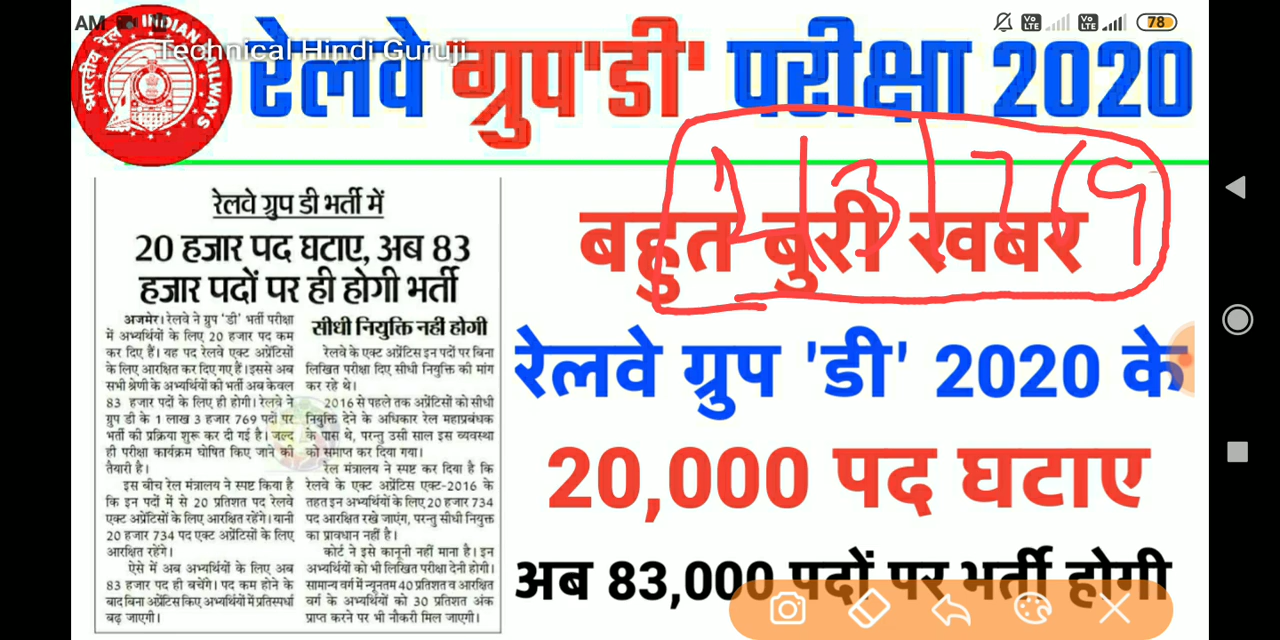 AM
78
Technical Hindi Guruji
भारतीय रेल INDIAN RAILWAYS
रेलवे ग्रुप 'डी' परीक्षा 2020
रेलवे ग्रुप डी भर्ती में
20 हजार पद घटाए, अब 83
हजार पदों पर ही होगी भर्ती
अजमेर। रेलवे ने ग्रुप 'डी' भर्ती परीक्षा
में अभ्यर्थियों के लिए 20 हजार पद कम
कर दिए हैं। यह पद रेलवे एक्ट अप्रेंटिसों
के लिए आरक्षित कर दिए गए हैं। इससे अब
सभी श्रेणी के अभ्यर्थियों की भर्ती अब केवल
83 हजार पदों के लिए ही होगी। रेलवे ने
ग्रुप डी के 1 लाख 3 हजार 769 पदों पर
भर्ती की प्रक्रिया शुरू कर दी गई है। जल्द
ही परीक्षा कार्यक्रम घोषित किए जाने की
तैयारी है।
इस बीच रेल मंत्रालय ने स्पष्ट किया है
कि इन पदों में से 20 प्रतिशत पद रेलवे
एक्ट अप्रेंटिसों के लिए आरक्षित रहेंगे। यानी
20 हजार 734 पद एक्ट अप्रेंटिसों के लिए
आरक्षित रहेंगे।
ऐसे में अब अभ्यर्थियों के लिए अब
83 हजार पद ही बचेंगे। पद कम होने के
बाद बिना अप्रेंटिस किए अभ्यर्थियों में प्रतिस्पर्धा
बढ़ जाएगी।
सीधी नियुक्ति नहीं होगी
रेलवे के एक्ट अप्रेंटिस इन पदों पर बिना
लिखित परीक्षा दिए सीधी नियुक्ति की मांग
कर रहे थे।
2016 से पहले तक अप्रेंटिसों को सीधी
नियुक्ति देने के अधिकार रेल महाप्रबंधक
के पास थे, परन्तु उसी साल इस व्यवस्था
को समाप्त कर दिया गया।
रेल मंत्रालय ने स्पष्ट कर दिया है कि
रेलवे के एक्ट अप्रेंटिस एक्ट-2016 के
तहत इन अभ्यर्थियों के लिए 20 हजार 734
पद आरक्षित रखे जाएंग, परन्तु सीधी नियुक्त
का प्रावधान नहीं है।
कोर्ट ने इसे कानूनी नहीं माना है। इन
अभ्यर्थियों को भी लिखित परीक्षा देनी होगी।
सामान्य वर्ग में न्यूनतम 40 प्रतिशत व आरक्षित
वर्ग के अभ्यर्थियों को 30 प्रतिशत अंक
प्राप्त करने पर भी नौकरी मिल जाएगी।
बहुत बुरी खबर
रेलवे ग्रुप 'डी' 2020 के
20,000 पद घटाए
अब 83,000 पदों पर भर्ती होगी